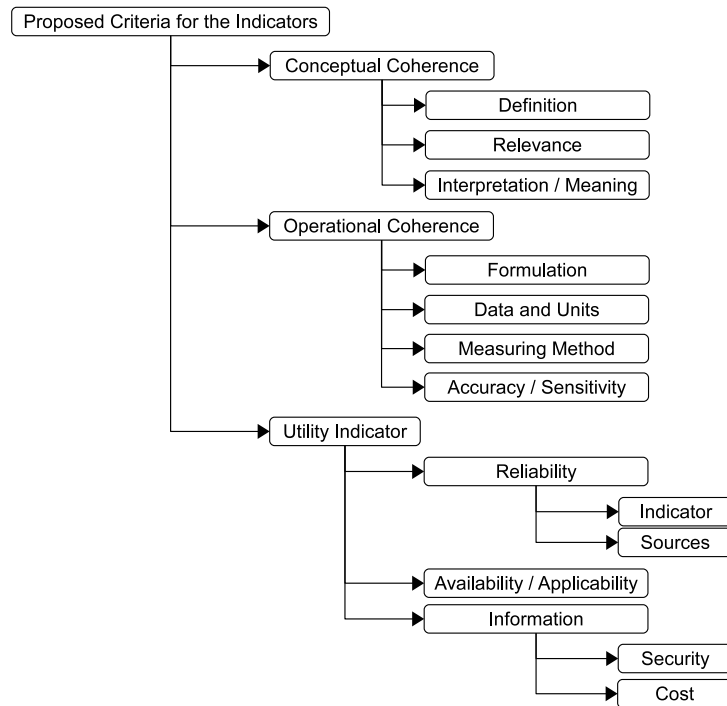 Proposed Criteria for the Indicators
Conceptual Coherence
Definition
Relevance
Interpretation / Meaning
Operational Coherence
Formulation
Data and Units
Measuring Method
Accuracy / Sensitivity
Utility Indicator
Reliability
Indicator
Sources
Availability / Applicability
Information
Security
Cost